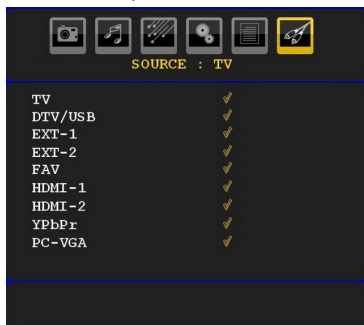 SOURCE : TV
TV
DTV/USB
EXT-1
EXT-2
FAV
HDMI-1
HDMI-2
YPbPr
PC-VGA